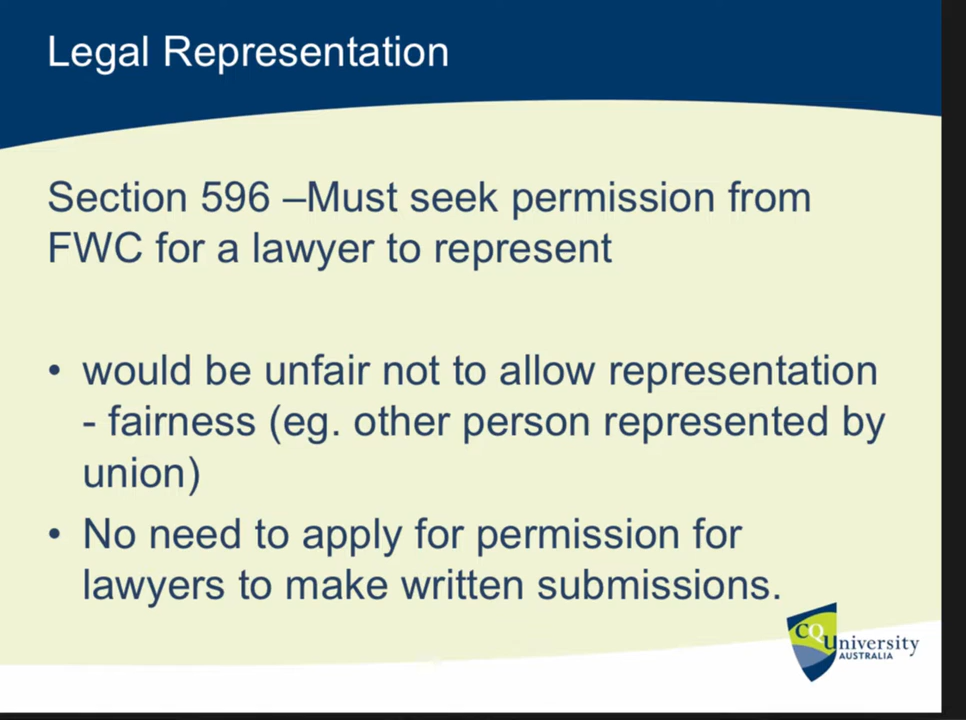 Legal Representation
Section 596 –Must seek permission from
FWC for a lawyer to represent
• would be unfair not to allow representation
- fairness (eg. other person represented by
union)
• No need to apply for permission for
lawyers to make written submissions.
CQUniversity
AUSTRALIA